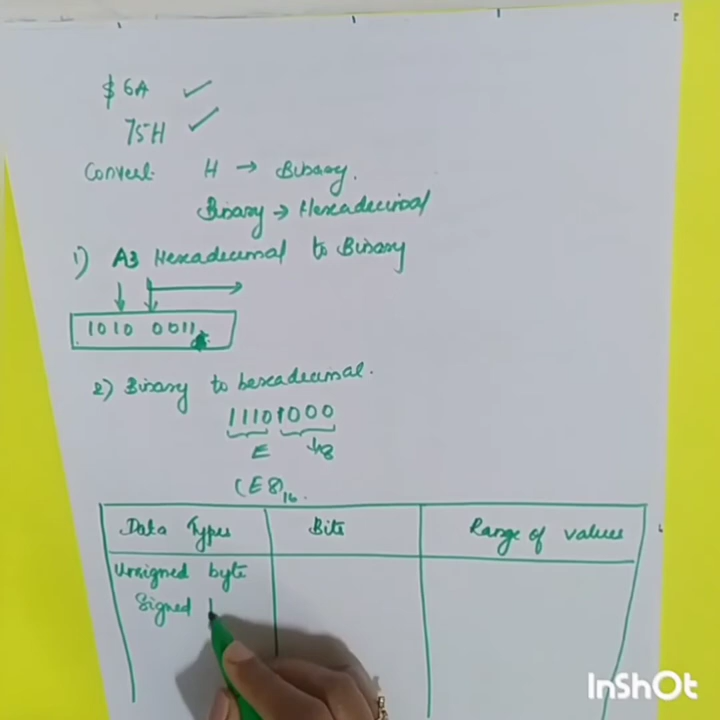 $ 6A ✓
75H ✓
Convert H → Binary.
Binary → Hexadecimal
1) A3 Hexadecimal to Binary
1010 0011
2) Binary to hexadecimal.
11101000
E 8
(E8)16.
Data Types Bits Range of values
Unsigned byte
Signed
InShOt